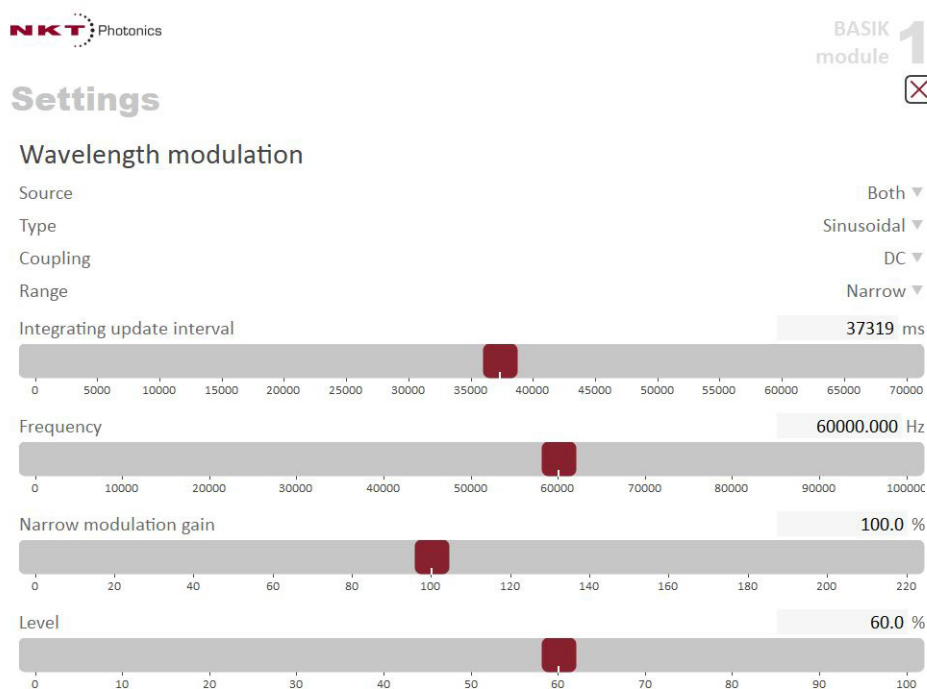 NKT Photonics
BASIK
module 1
Settings
Wavelength modulation
Source Both
Type Sinusoidal
Coupling DC
Range Narrow
Integrating update interval 37319 ms
0 5000 10000 15000 20000 25000 30000 35000 40000 45000 50000 55000 60000 65000 70000
Frequency 60000.000 Hz
0 10000 20000 30000 40000 50000 60000 70000 80000 90000 100000
Narrow modulation gain 100.0 %
0 20 40 60 80 100 120 140 160 180 200 220
Level 60.0 %
0 10 20 30 40 50 60 70 80 90 100